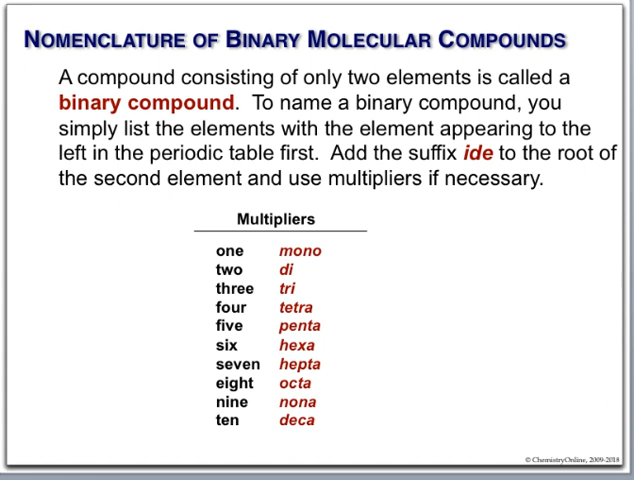 NOMENCLATURE OF BINARY MOLECULAR COMPOUNDS
A compound consisting of only two elements is called a
binary compound. To name a binary compound, you
simply list the elements with the element appearing to the
left in the periodic table first. Add the suffix ide to the root of
the second element and use multipliers if necessary.
Multipliers
one mono
two di
three tri
four tetra
five penta
six hexa
seven hepta
eight octa
nine nona
ten deca
© ChemistryOnline, 2009-2018